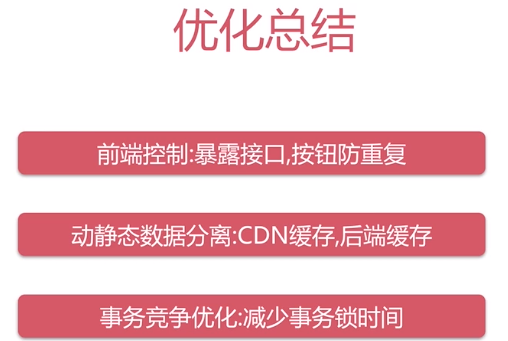 优化总结
前端控制:暴露接口,按钮防重复
动静态数据分离:CDN缓存,后端缓存
事务竞争优化:减少事务锁时间